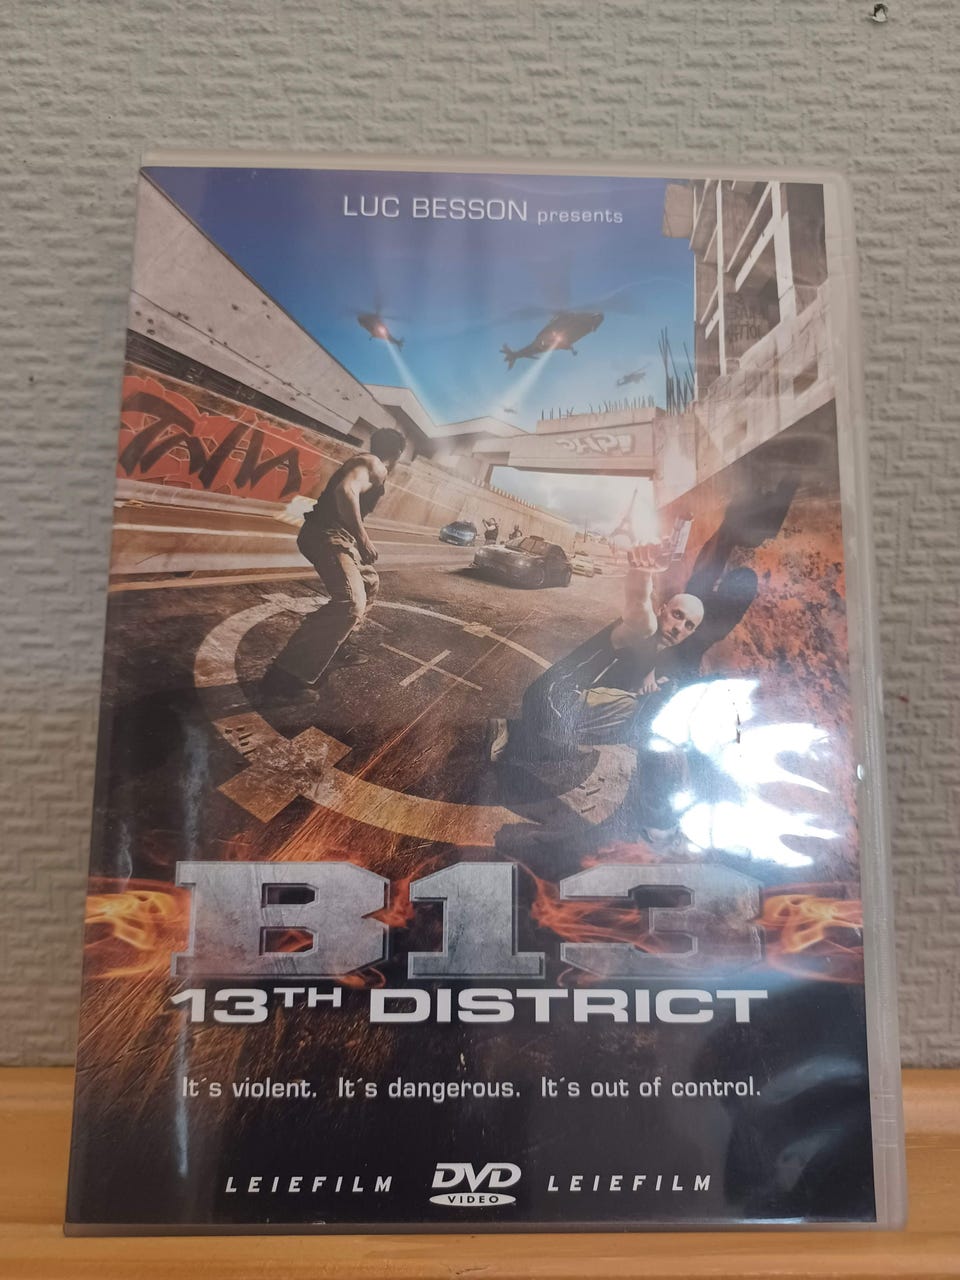 LUC BESSON presents
B13
13TH DISTRICT
It´s violent. It´s dangerous. It´s out of control.
LEIEFILM DVD VIDEO LEIEFILM